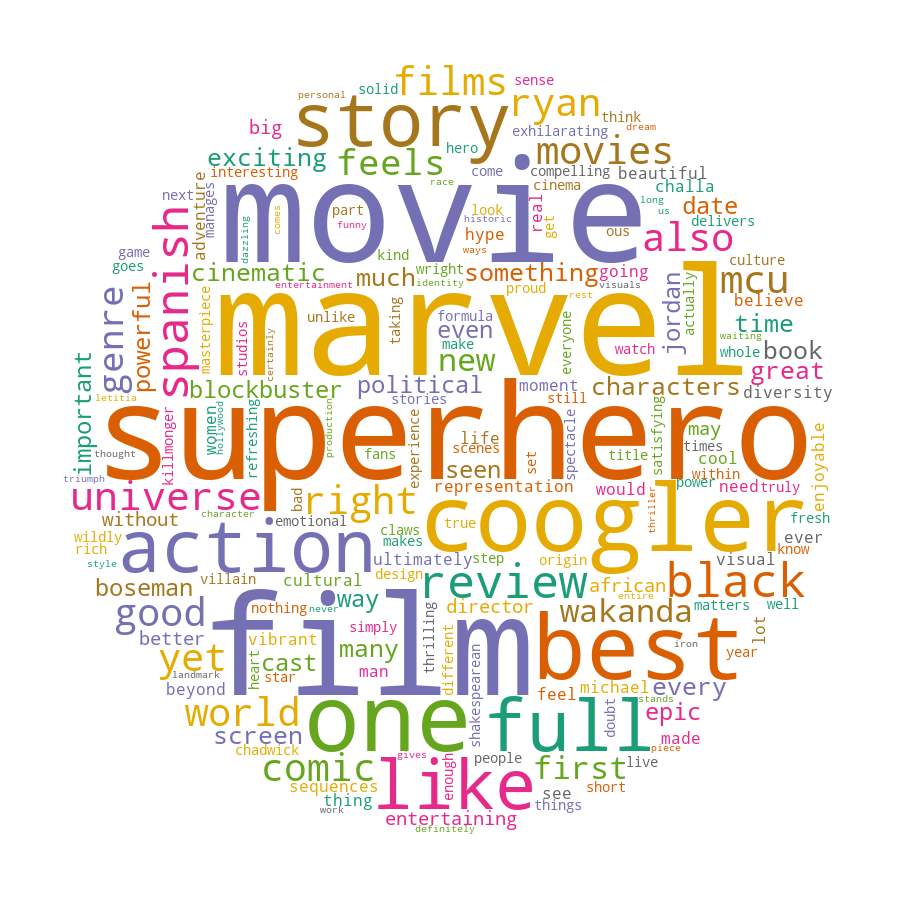 films
sense
solid
personal
story
ryan
think
dream
big
exhilarating
hero
movies
exciting
feels
interesting
come
compelling
beautiful
race
cinema
challa
next
manages
adventure
movie
long
us
date
comes
part
funny
look
historic
get
real
hype
ways
ous
also
delivers
dazzling
spanish
game
goes
kind
culture
cinematic
much
wright
identity
something
going
visuals
mcu
believe
entertainment
proud
rest
jordan
actually
genre
powerful
masterpiece
studios
marvel
unlike
taking
formula
even
make
everyone
time
waiting
certainly
watch
whole
book
important
new
great
letitia
blockbuster
political
stories
moment
still
characters
diversity
killmonger
women
hollywood
refreshing
superhero
production
experience
spectacle
title
satisfying
may
enjoyable
thought
fans
life
scenes
set
times
cool
triumph
seen
within
universe
bad
right
representation
would
power
need
truly
character
without
emotional
claws
true
coogler
thriller
fresh
wildly
rich
action
makes
ever
know
style
ultimately
step
origin
visual
boseman
villain
cultural
design
review
african
black
entire
good
nothing
never
way
director
wakanda
matters
well
better
vibrant
simply
thrilling
lot
film
many
iron
best
year
yet
heart
cast
different
shakespearean
landmark
star
man
beyond
feel
michael
every
stands
world
one
full
doubt
epic
screen
chadwick
gives
people
made
piece
comic
like
enough
first
live
sequences
see
short
thing
things
work
entertaining
definitely